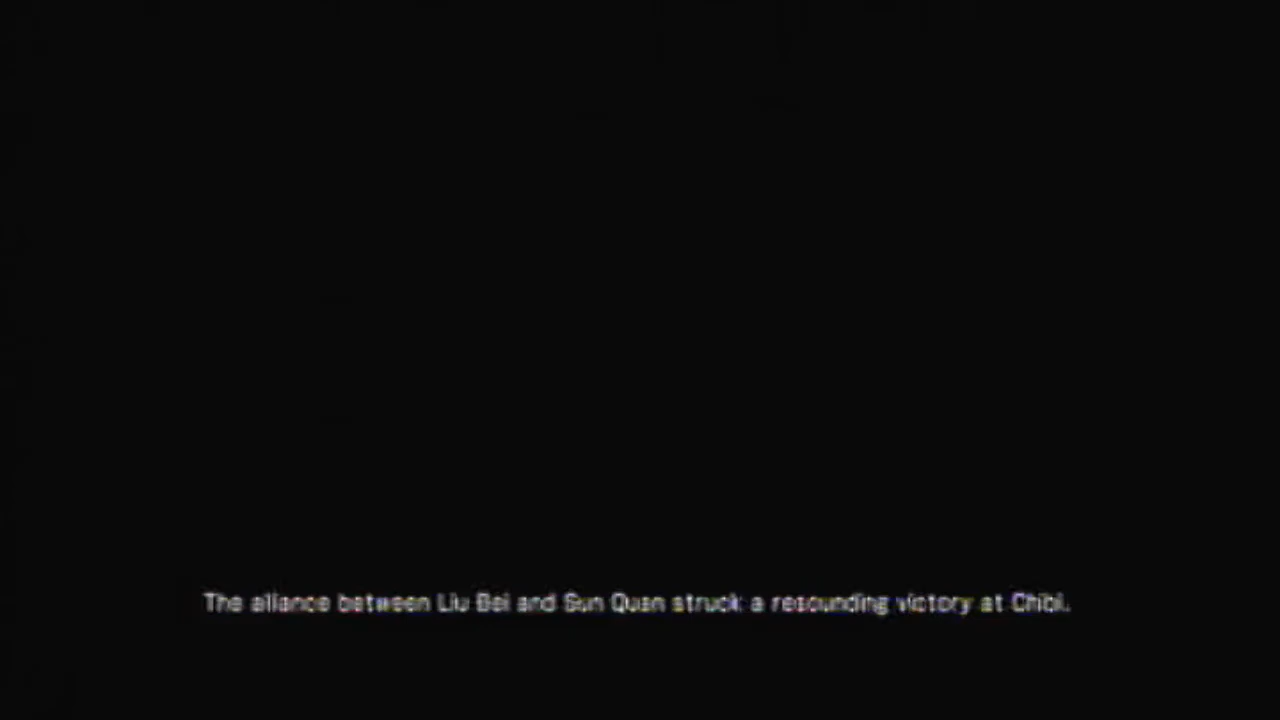 The alliance between Liu Bei and Sun Quan struck a resounding victory at Chibi.